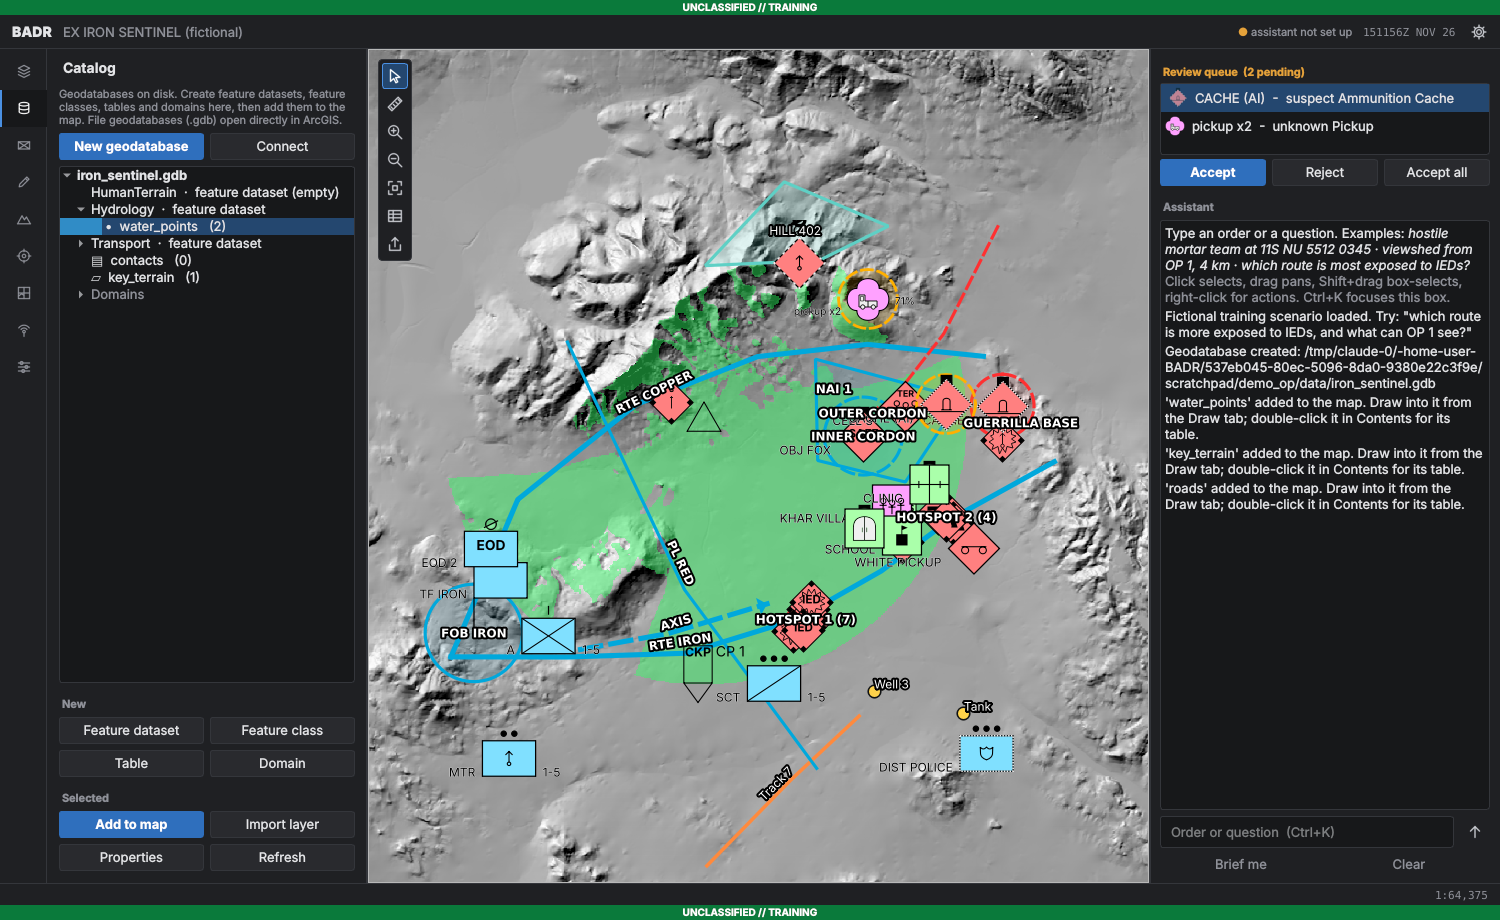 UNCLASSIFIED // TRAINING
BADR EX IRON SENTINEL (fictional)
assistant not set up 151156Z NOV 26
Catalog
Geodatabases on disk. Create feature datasets, feature
classes, tables and domains here, then add them to the
map. File geodatabases (.gdb) open directly in ArcGIS.
New geodatabase Connect
iron_sentinel.gdb
HumanTerrain · feature dataset (empty)
Hydrology · feature dataset
water_points (2)
Transport · feature dataset
contacts (0)
key_terrain (1)
Domains
New
Feature dataset Feature class
Table Domain
Selected
Add to map Import layer
Properties Refresh
HILL 402
71%
pickup x2
RTE COPPER
NAI 1
TER
OUTER CORDON
GUERRILLA BASE
INNER CORDON
OBJ FOX
CLINIC
KHAR VILLA
HOTSPOT 2 (4)
SCHOOL
WHITE PICKUP
EOD
EOD 2
TF IRON
PL RED
IED
HOTSPOT 1 (7)
IED
FOB IRON
AXIS
A 1-5
RTE IRON
CKP CP 1
SCT 1-5
Well 3
Tank
MTR 1-5
DIST POLICE
Track 7
Review queue (2 pending)
CACHE (AI) - suspect Ammunition Cache
pickup x2 - unknown Pickup
Accept Reject Accept all
Assistant
Type an order or a question. Examples: hostile
mortar team at 11S NU 5512 0345 · viewshed from
OP 1, 4 km · which route is most exposed to IEDs?
Click selects, drag pans, Shift+drag box-selects,
right-click for actions. Ctrl+K focuses this box.
Fictional training scenario loaded. Try: "which route
is more exposed to IEDs, and what can OP 1 see?"
Geodatabase created: /tmp/claude-0/-home-user-
BADR/537eb045-80ec-5096-8da0-9380e22c3f9e/
scratchpad/demo_op/data/iron_sentinel.gdb
'water_points' added to the map. Draw into it from
the Draw tab; double-click it in Contents for its
table.
'key_terrain' added to the map. Draw into it from the
Draw tab; double-click it in Contents for its table.
'roads' added to the map. Draw into it from the
Draw tab; double-click it in Contents for its table.
Order or question (Ctrl+K)
Brief me Clear
1:64,375
UNCLASSIFIED // TRAINING